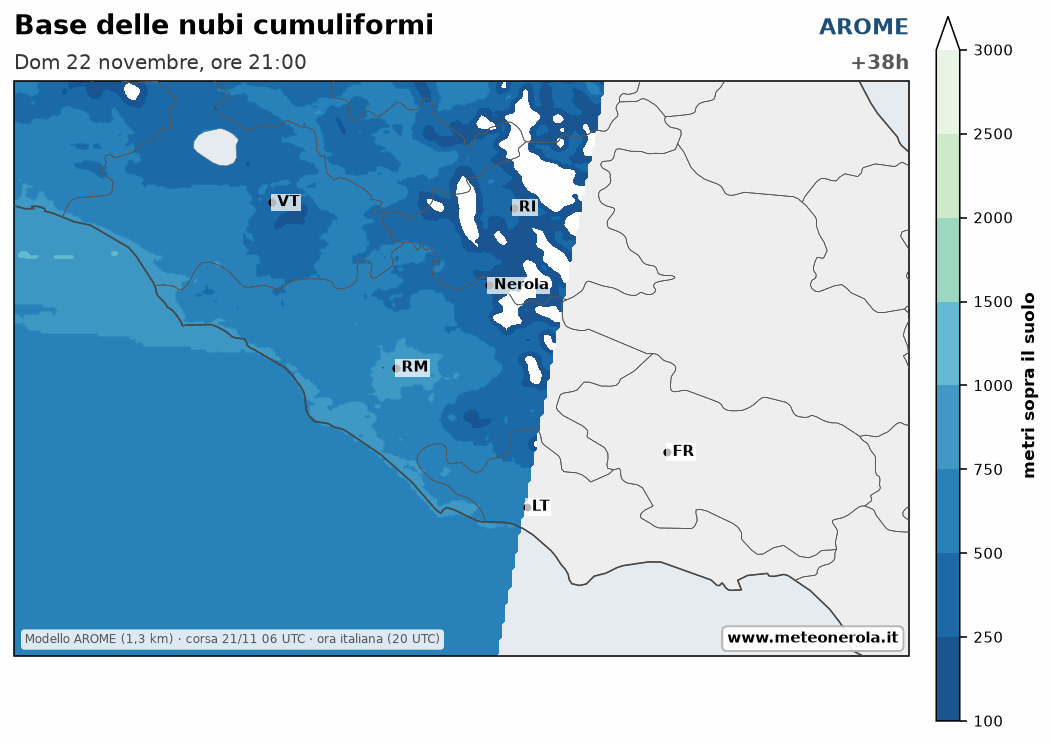 Base delle nubi cumuliformi
AROME
Dom 22 novembre, ore 21:00
+38h
3000
2500
2000
1500
1000
750
500
250
100
metri sopra il suolo
VT
RI
Nerola
RM
FR
LT
Modello AROME (1,3 km) · corsa 21/11 06 UTC · ora italiana (20 UTC)
www.meteonerola.it